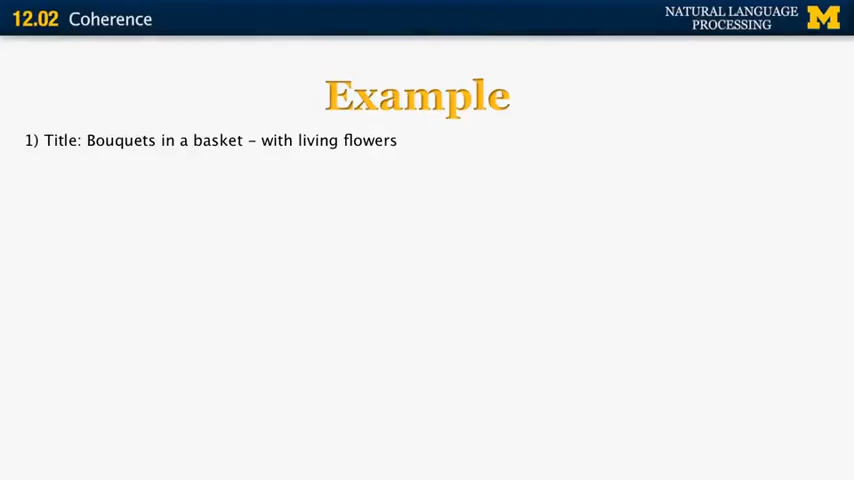 12.02 Coherence
NATURAL LANGUAGE
PROCESSING
M
Example
1) Title: Bouquets in a basket – with living flowers